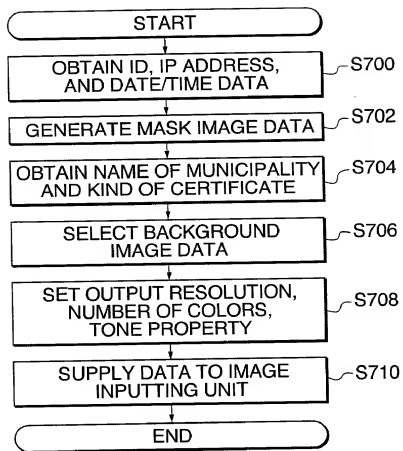 START
OBTAIN ID, IP ADDRESS,
AND DATE/TIME DATA
S700
GENERATE MASK IMAGE DATA
S702
OBTAIN NAME OF MUNICIPALITY
AND KIND OF CERTIFICATE
S704
SELECT BACKGROUND
IMAGE DATA
S706
SET OUTPUT RESOLUTION,
NUMBER OF COLORS,
TONE PROPERTY
S708
SUPPLY DATA TO IMAGE
INPUTTING UNIT
S710
END